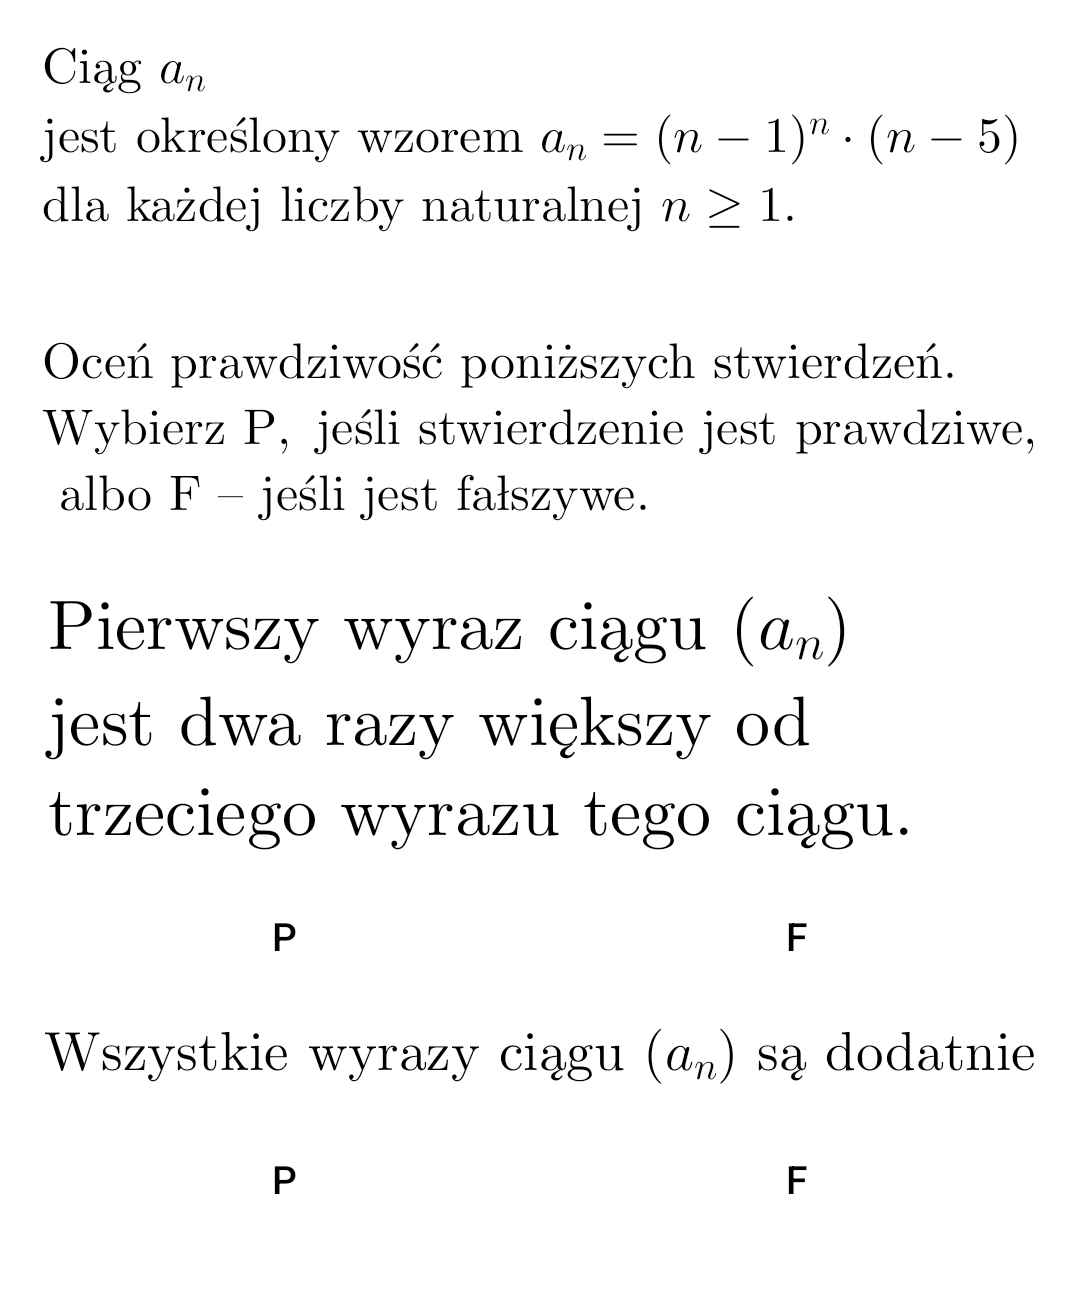 Ciąg $a_n$
jest określony wzorem $a_n = (n-1)^n \cdot (n-5)$
dla każdej liczby naturalnej $n \geq 1$.
Oceń prawdziwość poniższych stwierdzeń.
Wybierz P, jeśli stwierdzenie jest prawdziwe,
albo F – jeśli jest fałszywe.
Pierwszy wyraz ciągu $(a_n)$
jest dwa razy większy od
trzeciego wyrazu tego ciągu.
P F
Wszystkie wyrazy ciągu $(a_n)$ są dodatnie
P F